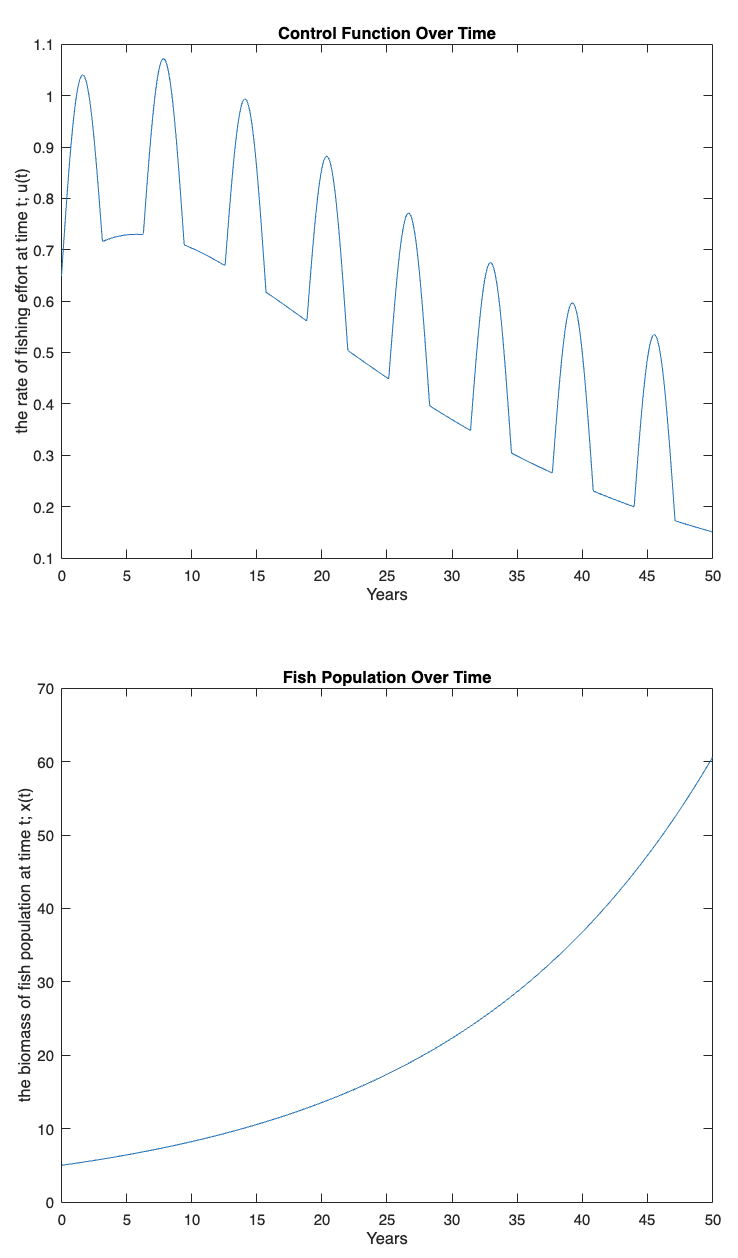 Control Function Over Time
the rate of fishing effort at time t; u(t)
1.1
1
0.9
0.8
0.7
0.6
0.5
0.4
0.3
0.2
0.1
0 5 10 15 20 25 30 35 40 45 50
Years
Fish Population Over Time
the biomass of fish population at time t; x(t)
70
60
50
40
30
20
10
0
0 5 10 15 20 25 30 35 40 45 50
Years